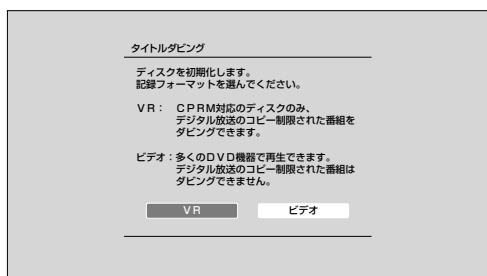 タイトルダビング
ディスクを初期化します。
記録フォーマットを選んでください。
ＶＲ： ＣＰＲＭ対応のディスクのみ、
デジタル放送のコピー制限された番組を
ダビングできます。
ビデオ：多くのＤＶＤ機器で再生できます。
デジタル放送のコピー制限された番組は
ダビングできません。
ＶＲ ビデオ